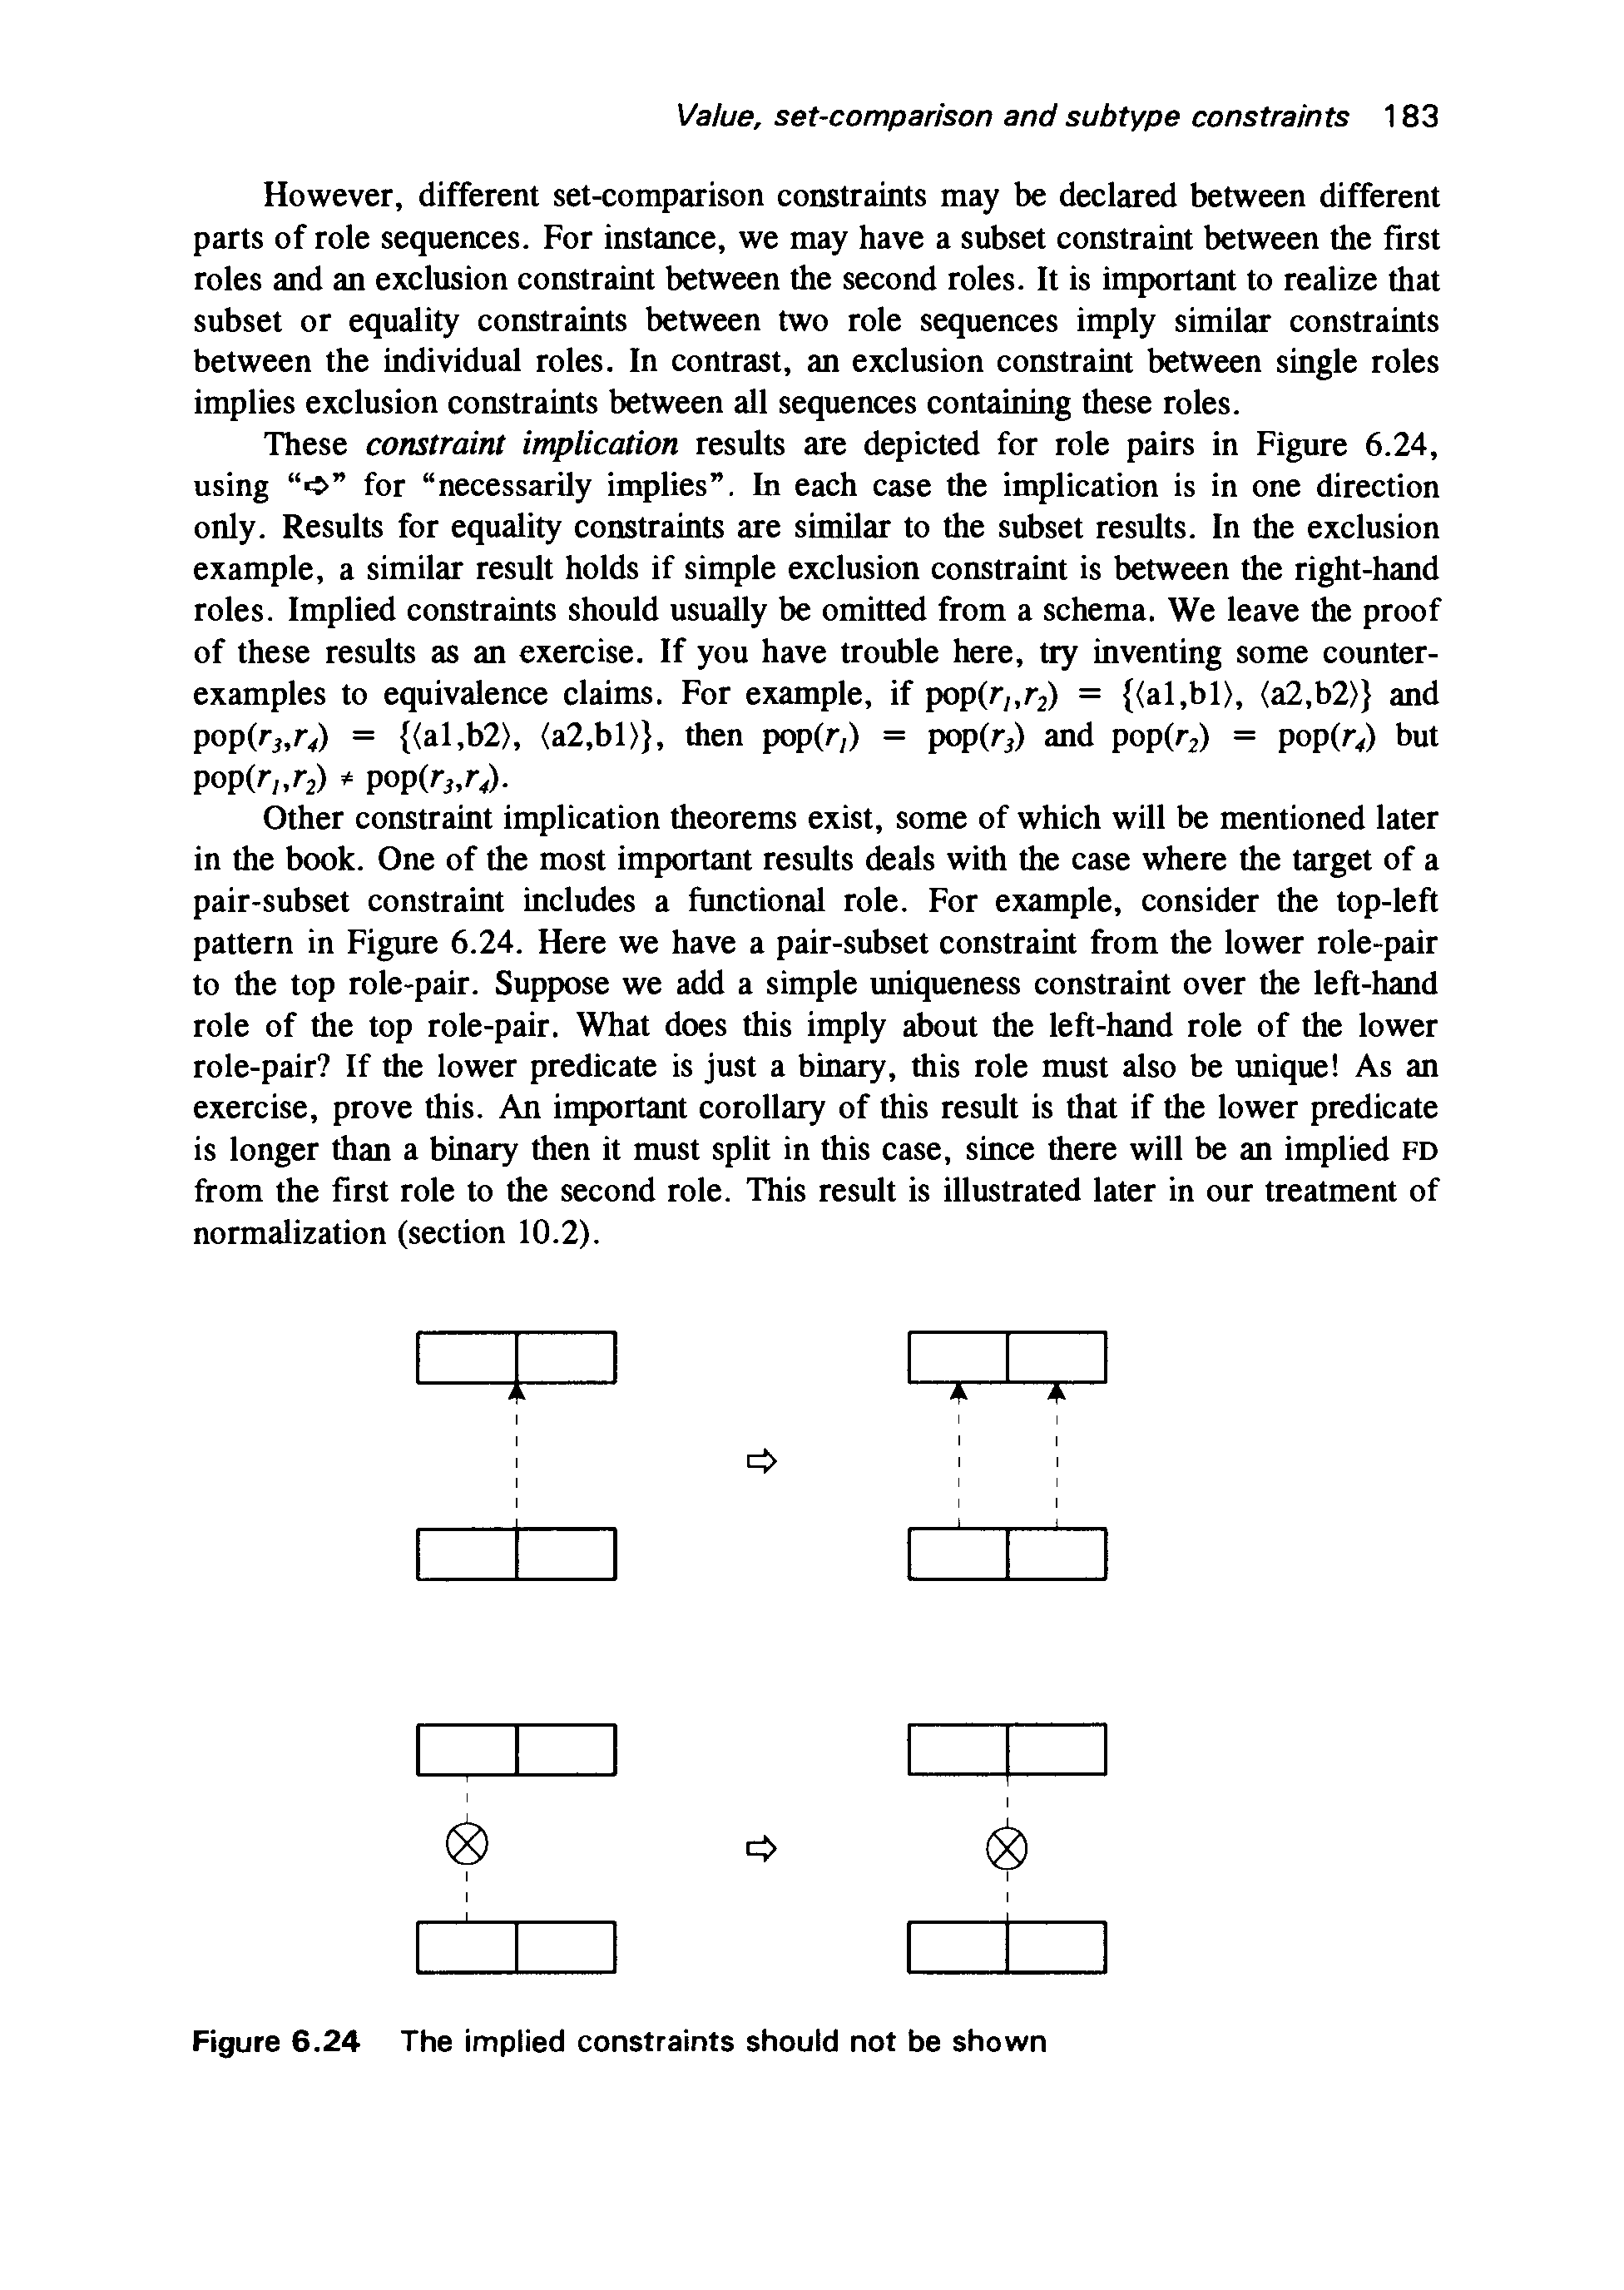 Value, set-comparison and subtype constraints 183
However, different set-comparison constraints may be declared between different
parts of role sequences. For instance, we may have a subset constraint between the first
roles and an exclusion constraint between the second roles. It is important to realize that
subset or equality constraints between two role sequences imply similar constraints
between the individual roles. In contrast, an exclusion constraint between single roles
implies exclusion constraints between all sequences containing these roles.
These constraint implication results are depicted for role pairs in Figure 6.24,
using “⇨” for “necessarily implies”. In each case the implication is in one direction
only. Results for equality constraints are similar to the subset results. In the exclusion
example, a similar result holds if simple exclusion constraint is between the right-hand
roles. Implied constraints should usually be omitted from a schema. We leave the proof
of these results as an exercise. If you have trouble here, try inventing some counter-
examples to equivalence claims. For example, if pop(r₁,r₂) = {⟨a1,b1⟩, ⟨a2,b2⟩} and
pop(r₃,r₄) = {⟨a1,b2⟩, ⟨a2,b1⟩}, then pop(r₁) = pop(r₃) and pop(r₂) = pop(r₄) but
pop(r₁,r₂) ≠ pop(r₃,r₄).
Other constraint implication theorems exist, some of which will be mentioned later
in the book. One of the most important results deals with the case where the target of a
pair-subset constraint includes a functional role. For example, consider the top-left
pattern in Figure 6.24. Here we have a pair-subset constraint from the lower role-pair
to the top role-pair. Suppose we add a simple uniqueness constraint over the left-hand
role of the top role-pair. What does this imply about the left-hand role of the lower
role-pair? If the lower predicate is just a binary, this role must also be unique! As an
exercise, prove this. An important corollary of this result is that if the lower predicate
is longer than a binary then it must split in this case, since there will be an implied FD
from the first role to the second role. This result is illustrated later in our treatment of
normalization (section 10.2).
Figure 6.24 The implied constraints should not be shown